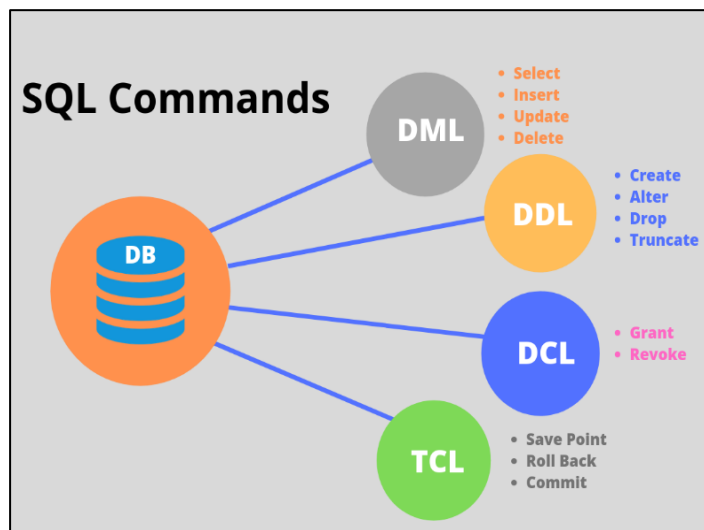 SQL Commands
DML
• Select
• Insert
• Update
• Delete
DDL
• Create
• Alter
• Drop
• Truncate
DB
DCL
• Grant
• Revoke
TCL
• Save Point
• Roll Back
• Commit